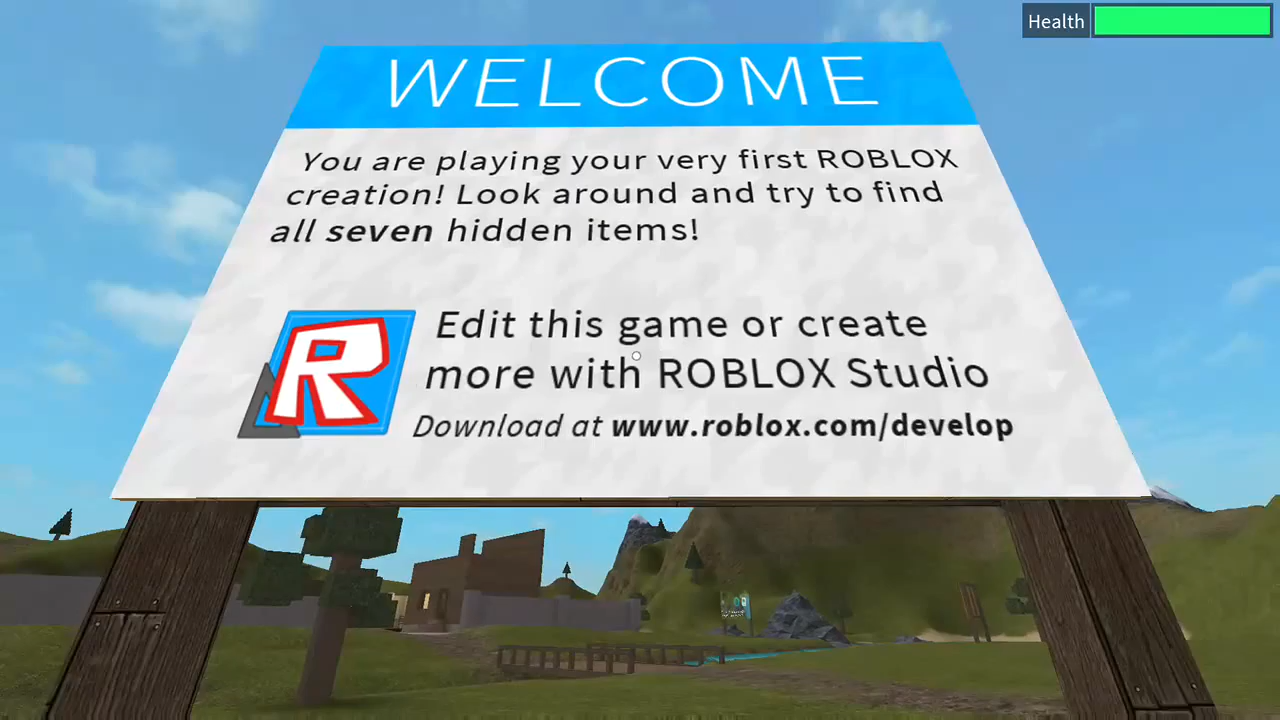 Health
WELCOME
You are playing your very first ROBLOX
creation! Look around and try to find
all seven hidden items!
R
Edit this game or create
more with ROBLOX Studio
Download at www.roblox.com/develop